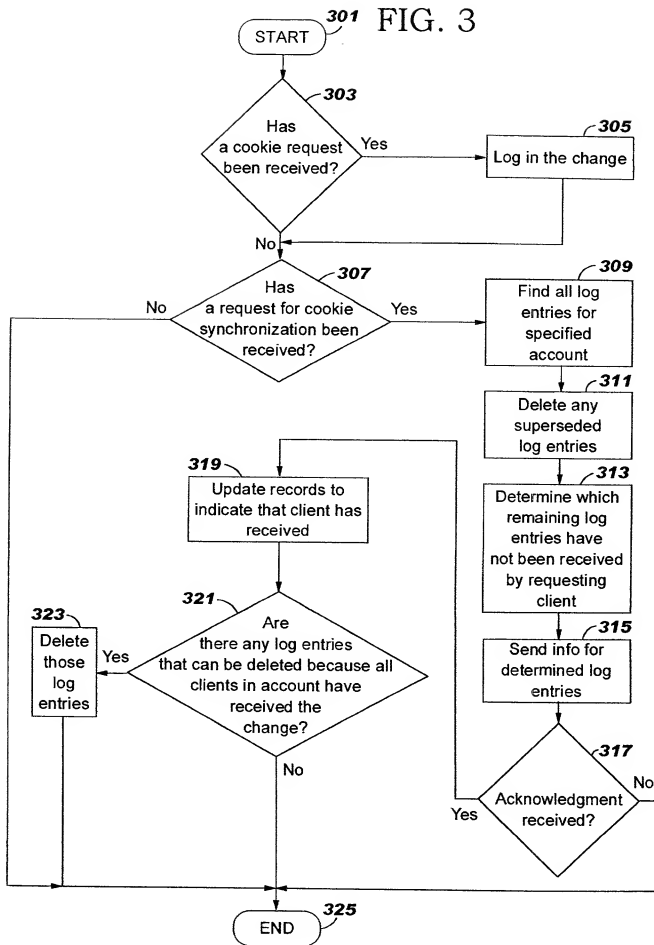 FIG. 3
301
START
303
Has
a cookie request
been received?
Yes
305
Log in the change
No
307
Has
a request for cookie
synchronization been
received?
No
Yes
309
Find all log
entries for
specified
account
311
Delete any
superseded
log entries
313
Determine which
remaining log
entries have
not been received
by requesting
client
315
Send info for
determined log
entries
317
Acknowledgment
received?
Yes
No
319
Update records to
indicate that client has
received
321
Are
there any log entries
that can be deleted because all
clients in account have
received the
change?
Yes
No
323
Delete
those
log
entries
325
END